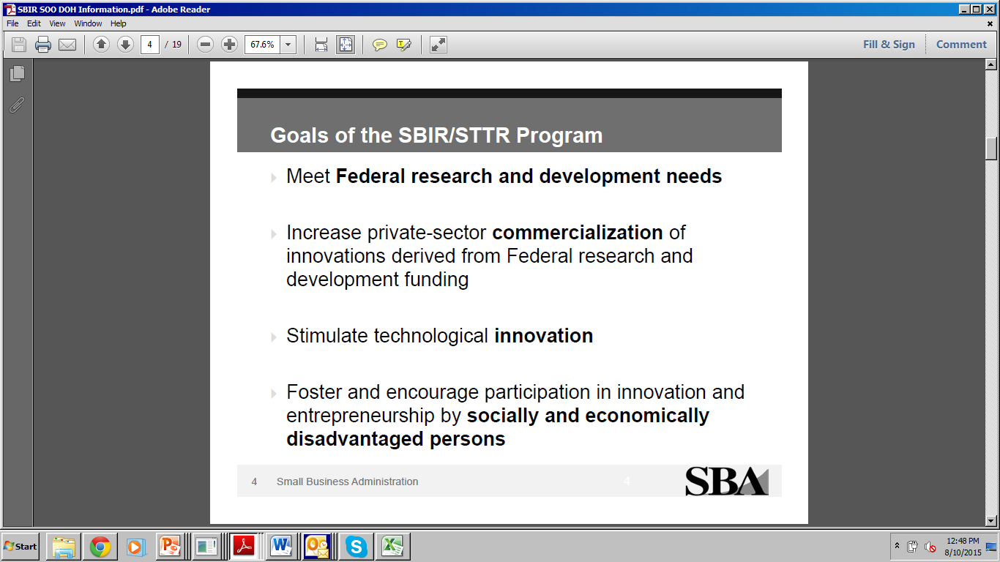 SBIR SOO DOH Information.pdf - Adobe Reader
File Edit View Window Help
4 / 19 67.6% Fill & Sign Comment
Goals of the SBIR/STTR Program
Meet Federal research and development needs
Increase private-sector commercialization of
innovations derived from Federal research and
development funding
Stimulate technological innovation
Foster and encourage participation in innovation and
entrepreneurship by socially and economically
disadvantaged persons
4 Small Business Administration 4 SBA
Start 12:48 PM
8/10/2015